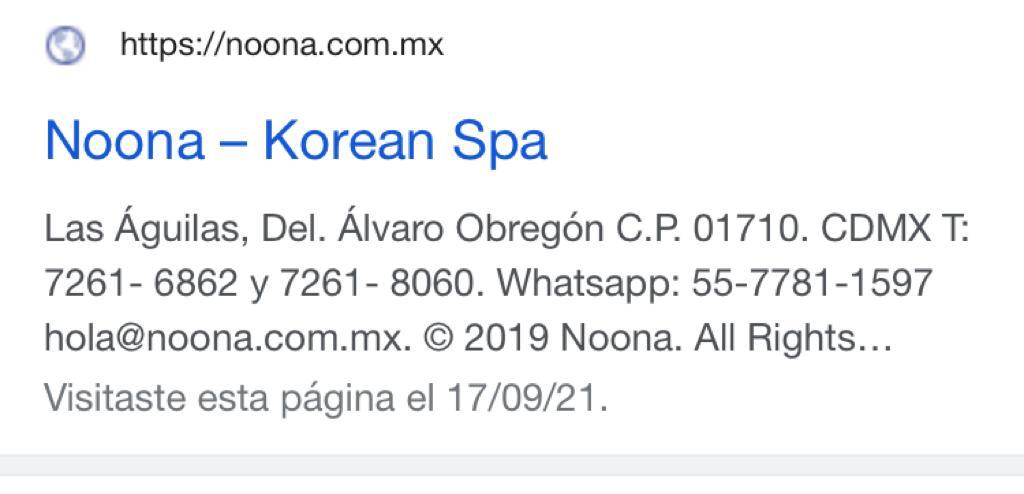 https://noona.com.mx
Noona – Korean Spa
Las Águilas, Del. Álvaro Obregón C.P. 01710. CDMX T:
7261- 6862 y 7261- 8060. Whatsapp: 55-7781-1597
hola@noona.com.mx. © 2019 Noona. All Rights...
Visitaste esta página el 17/09/21.